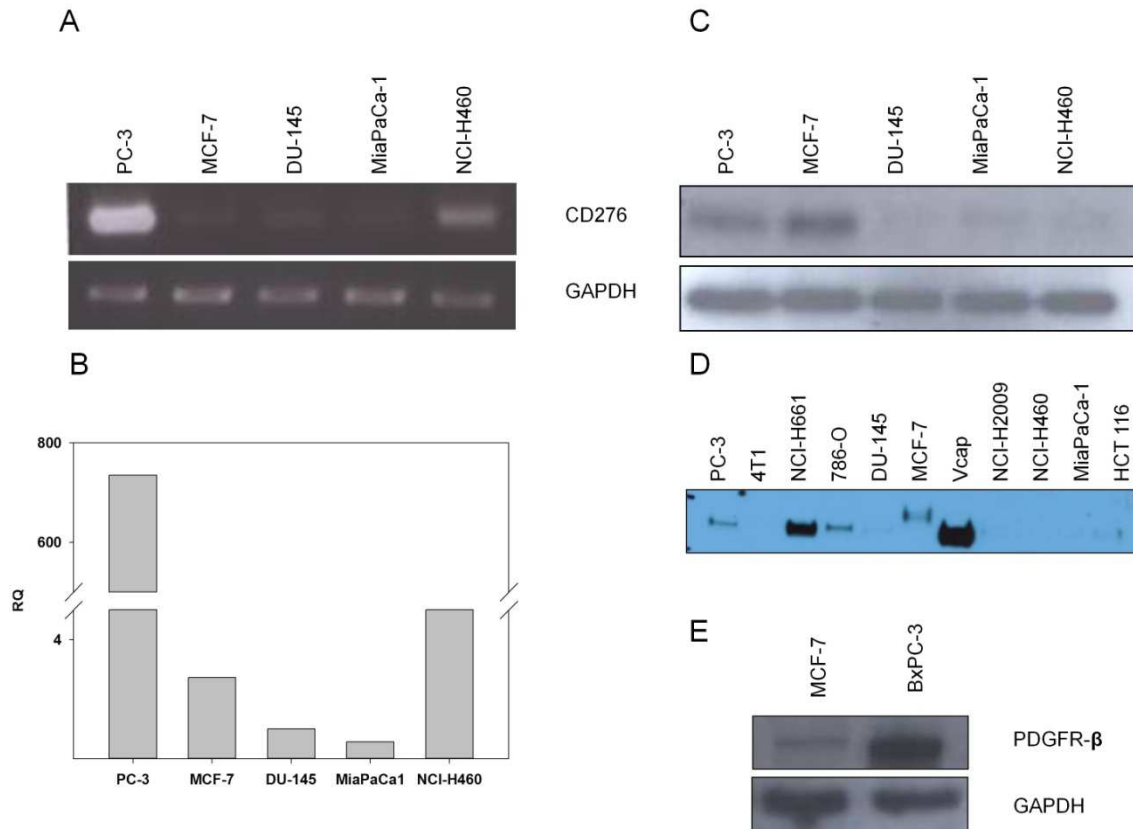 A
PC-3
MCF-7
DU-145
MiaPaCa-1
NCI-H460
CD276
GAPDH
B
800
600
4
RQ
PC-3
MCF-7
DU-145
MiaPaCa1
NCI-H460
C
PC-3
MCF-7
DU-145
MiaPaCa-1
NCI-H460
D
PC-3
4T1
NCI-H661
786-O
DU-145
MCF-7
Vcap
NCI-H2009
NCI-H460
MiaPaCa-1
HCT 116
E
MCF-7
BxPC-3
PDGFR-β
GAPDH